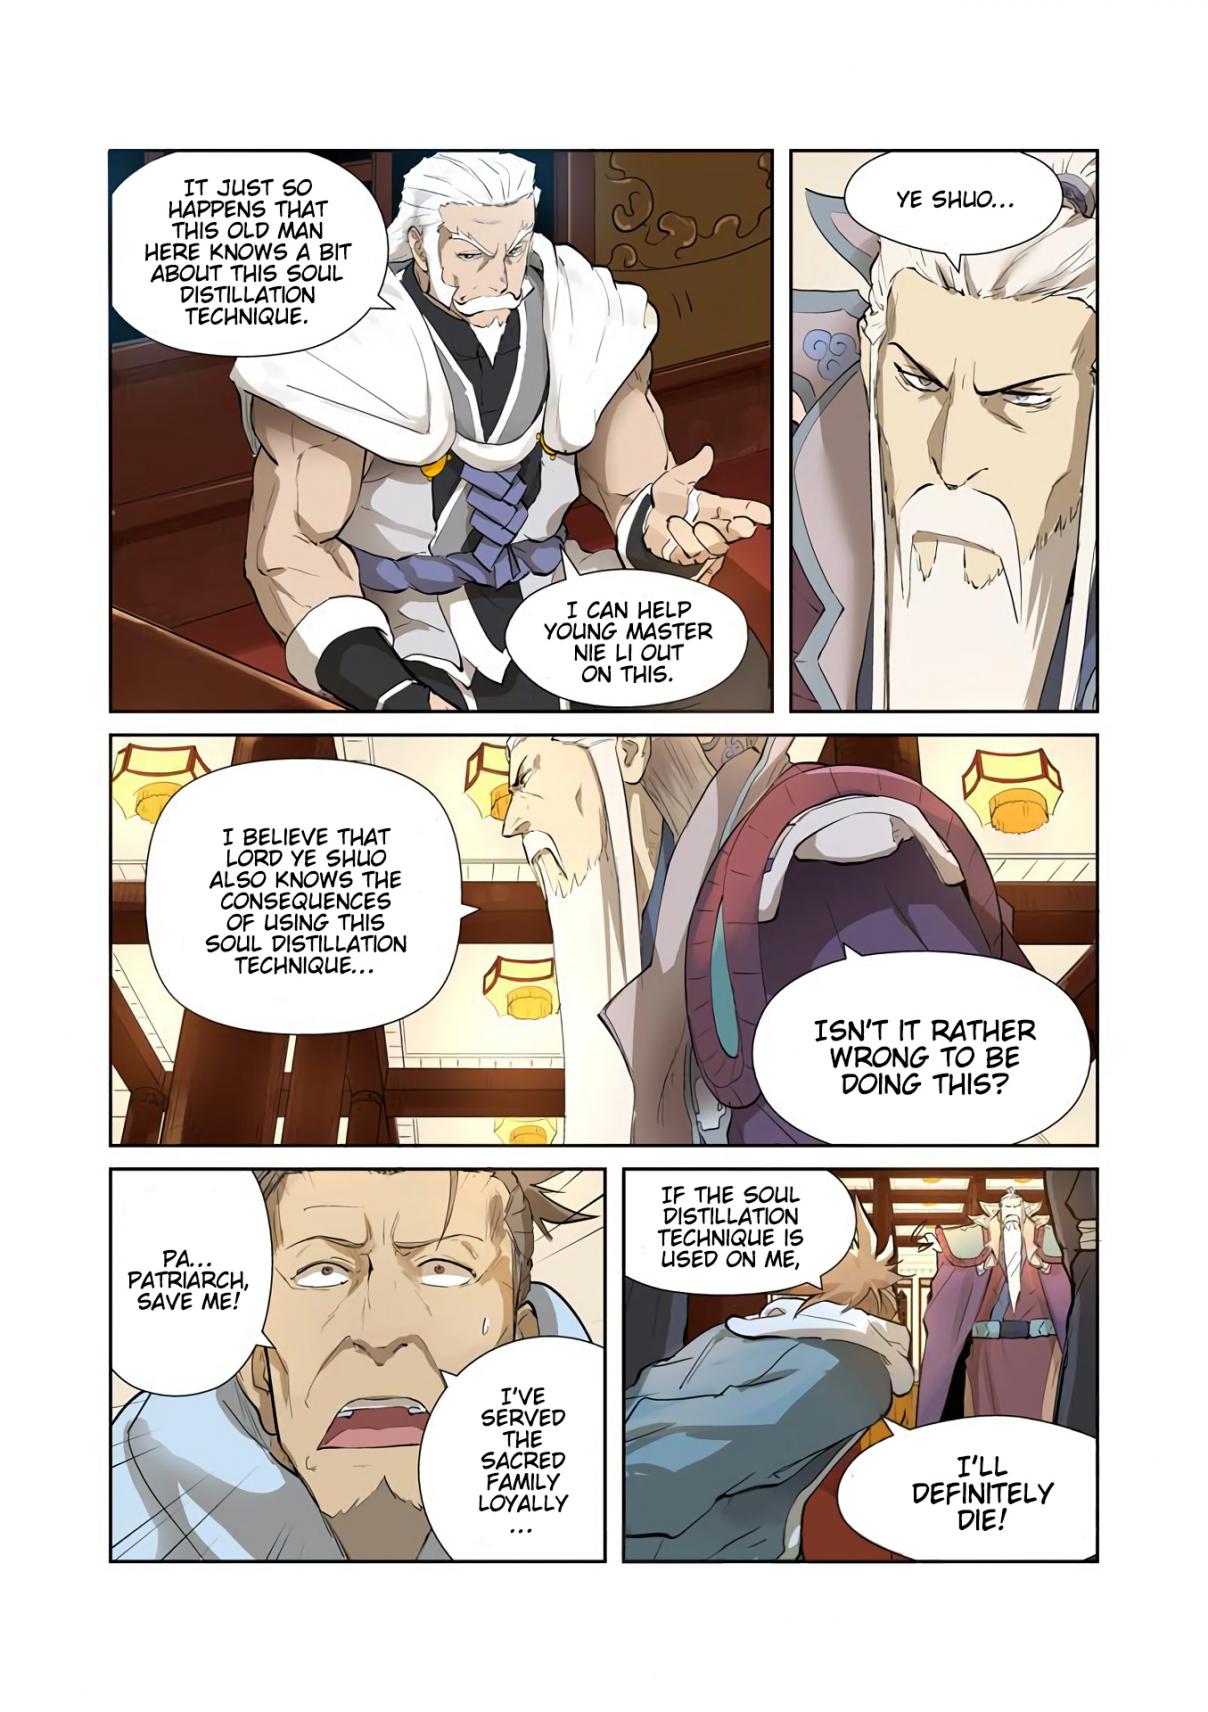 IT JUST SO
HAPPENS THAT
THIS OLD MAN
HERE KNOWS A BIT
ABOUT THIS SOUL
DISTILLATION
TECHNIQUE.
I CAN HELP
YOUNG MASTER
NIE LI OUT
ON THIS.
YE SHUO...
I BELIEVE THAT
LORD YE SHUO
ALSO KNOWS THE
CONSEQUENCES
OF USING THIS
SOUL DISTILLATION
TECHNIQUE...
ISN'T IT RATHER
WRONG TO BE
DOING THIS?
PA...
PATRIARCH,
SAVE ME!
I'VE
SERVED
THE
SACRED
FAMILY
LOYALLY
...
IF THE SOUL
DISTILLATION
TECHNIQUE IS
USED ON ME,
I'LL
DEFINITELY
DIE!